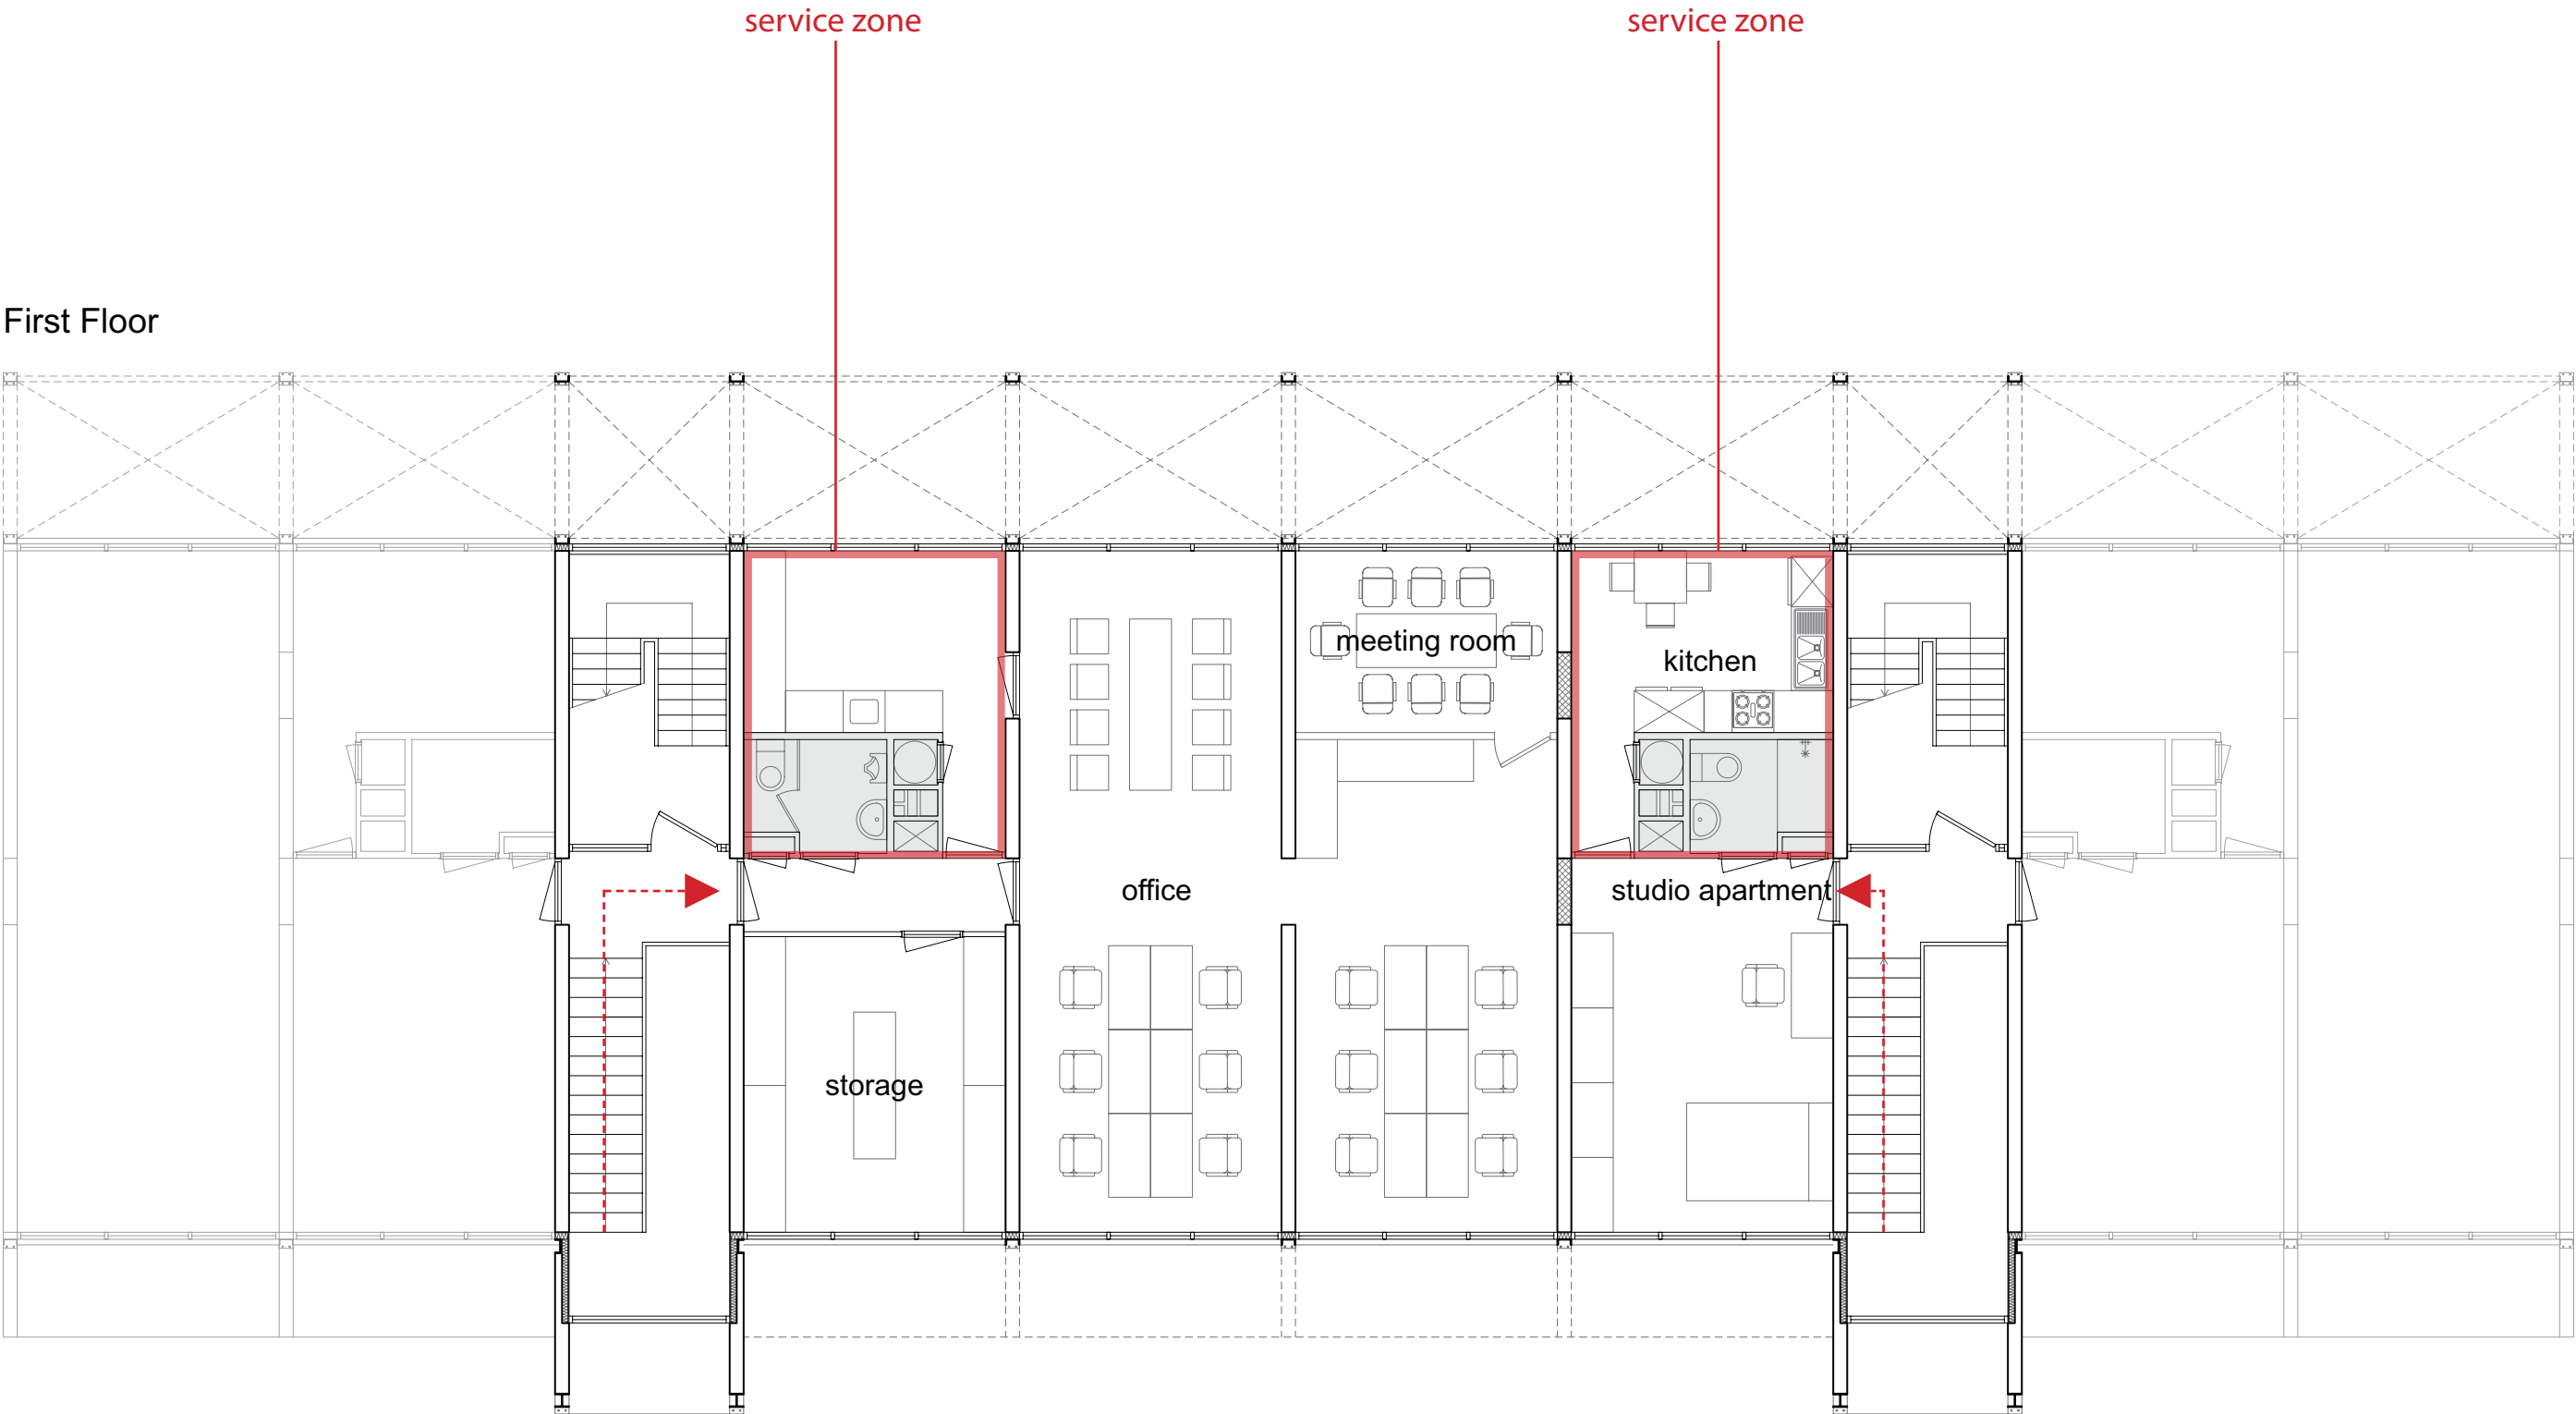 service zone
service zone
First Floor
meeting room
kitchen
office
studio apartment
storage